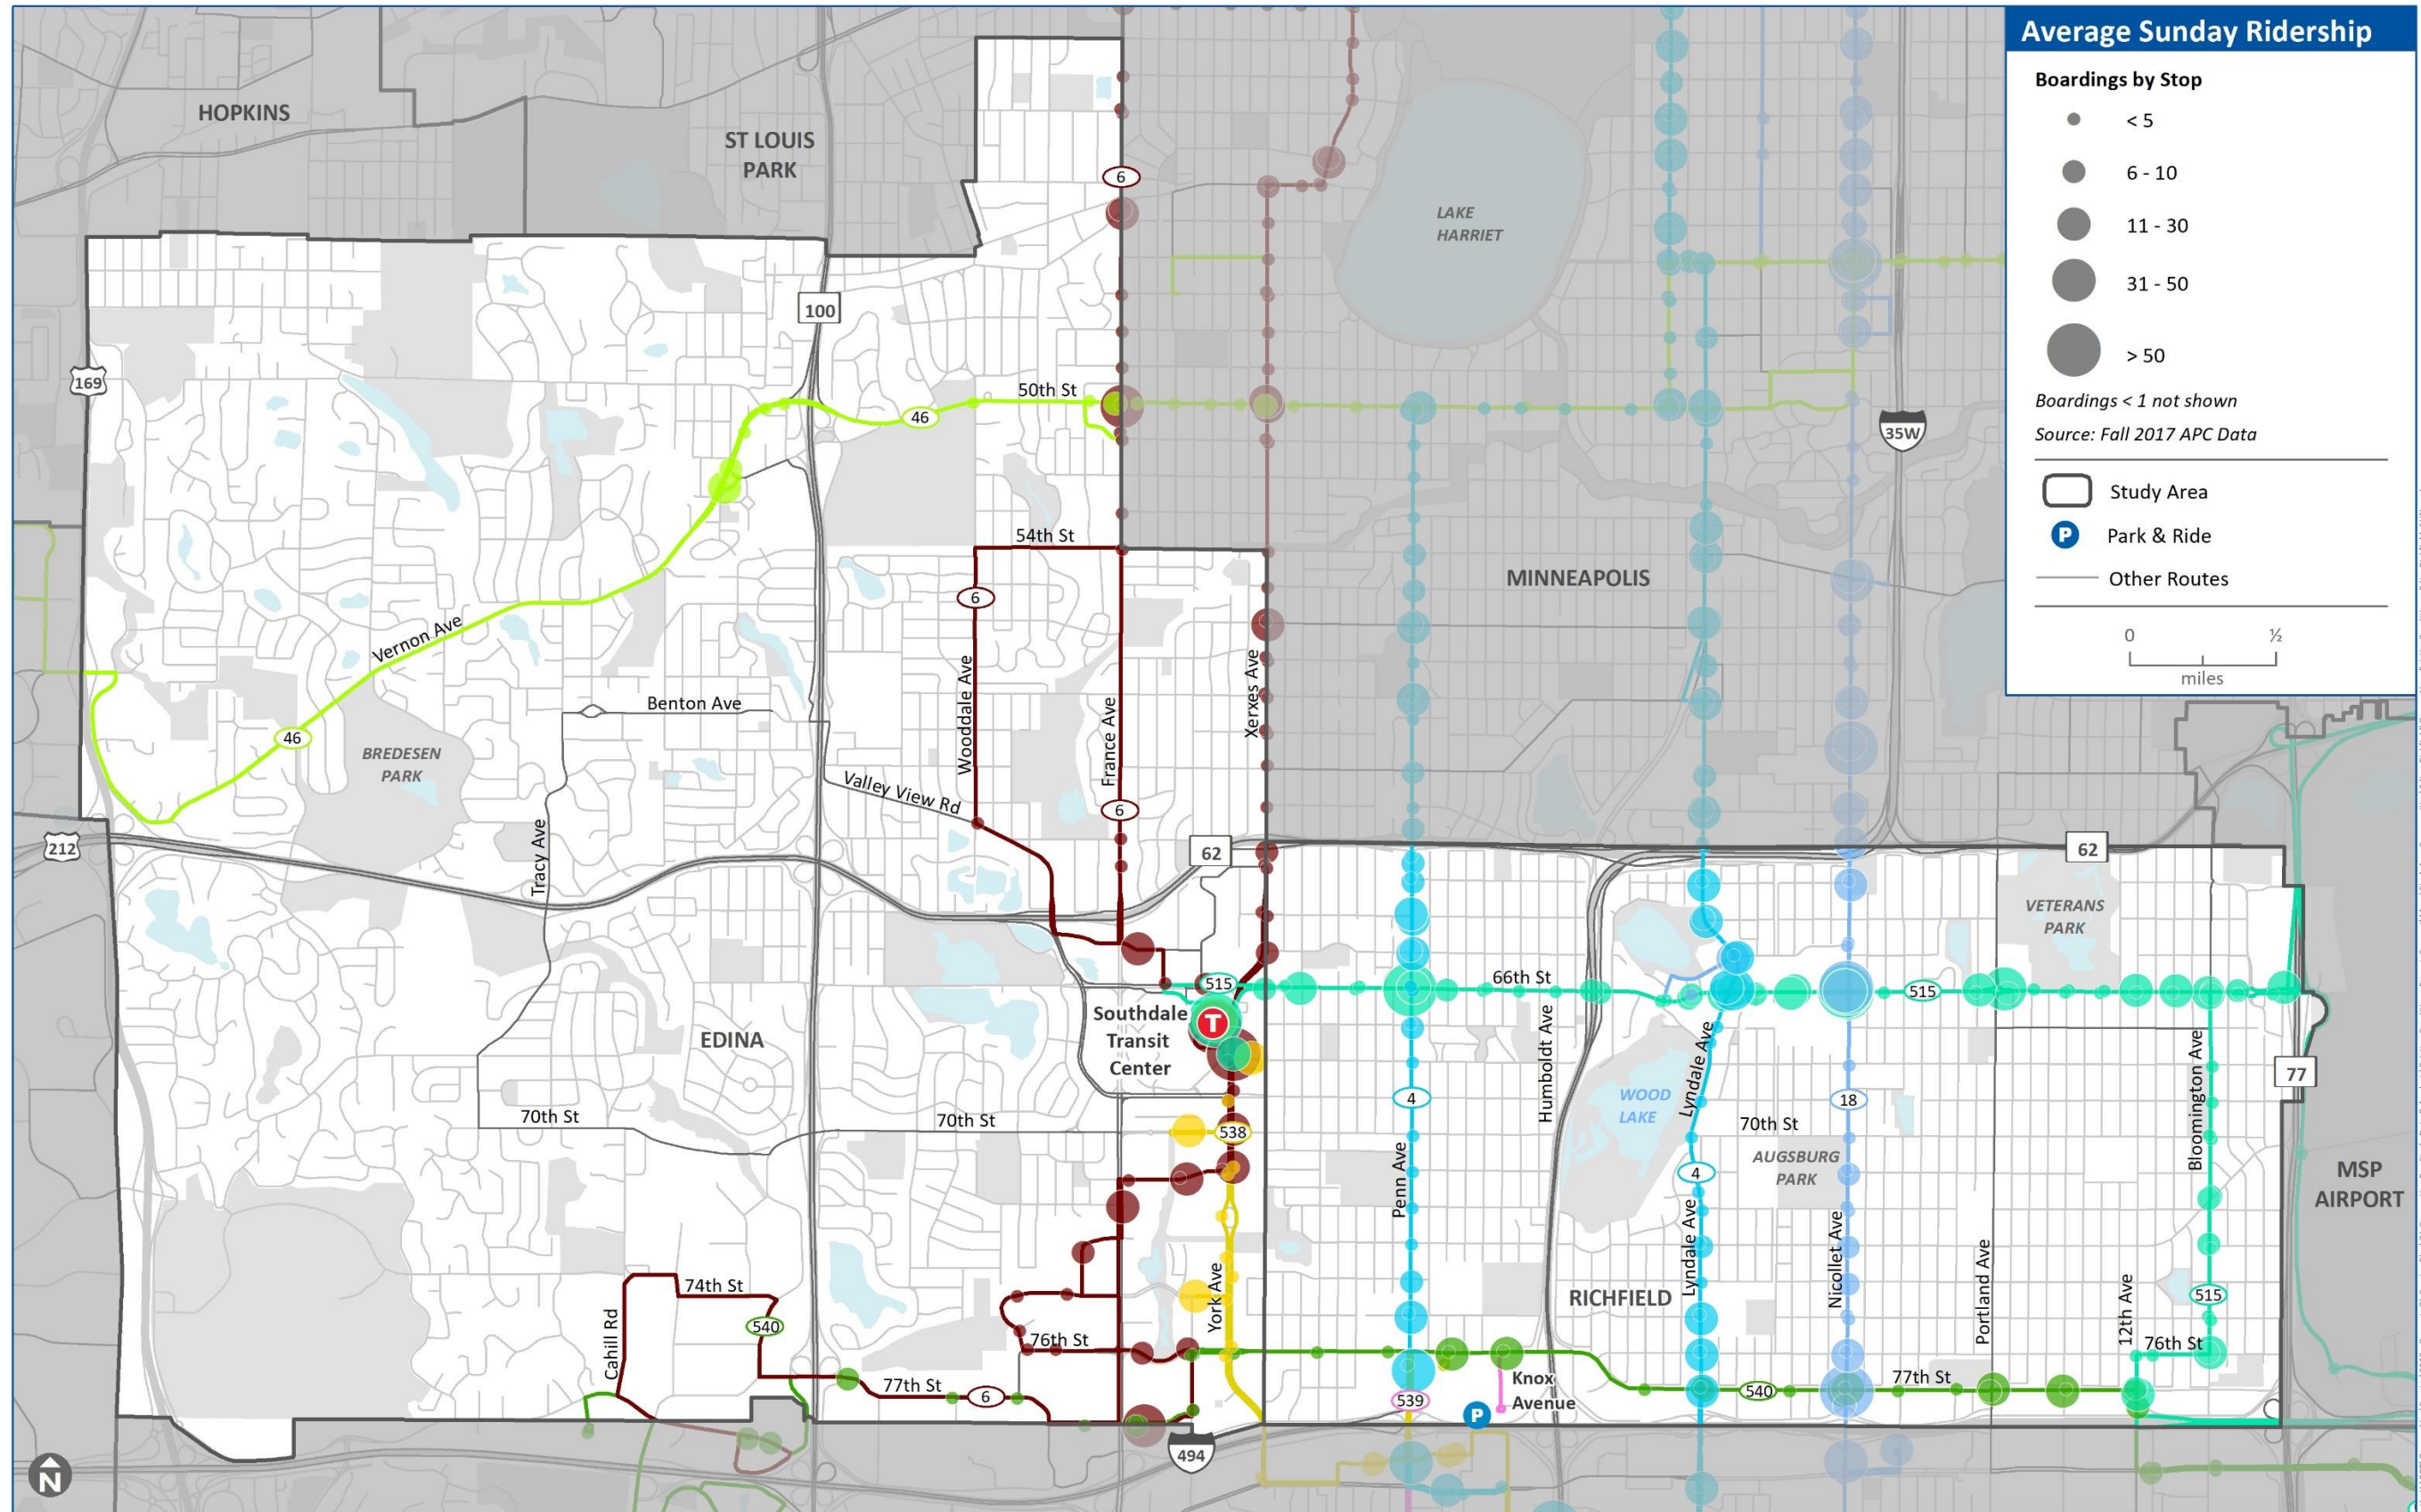 Average Sunday Ridership
Boardings by Stop
< 5
6 - 10
11 - 30
31 - 50
> 50
Boardings < 1 not shown
Source: Fall 2017 APC Data
Study Area
P
Park & Ride
Other Routes
0
½
miles
HOPKINS
ST LOUIS
PARK
6
LAKE
HARRIET
100
169
50th St
46
35W
54th St
MINNEAPOLIS
6
Vernon Ave
Wooddale Ave
France Ave
Xerxes Ave
Benton Ave
46
BREDESEN
PARK
Valley View Rd
6
212
Tracy Ave
62
62
VETERANS
PARK
515
66th St
515
Southdale
Transit
Center
T
EDINA
Humboldt Ave
Lyndale Ave
Bloomington Ave
77
WOOD
LAKE
4
18
70th St
70th St
538
70th St
Penn Ave
4
AUGSBURG
PARK
MSP
AIRPORT
74th St
York Ave
RICHFIELD
Lyndale Ave
Nicollet Ave
Portland Ave
12th Ave
515
Cahill Rd
540
76th St
76th St
77th St
6
Knox
Avenue
539
P
540
77th St
494
N